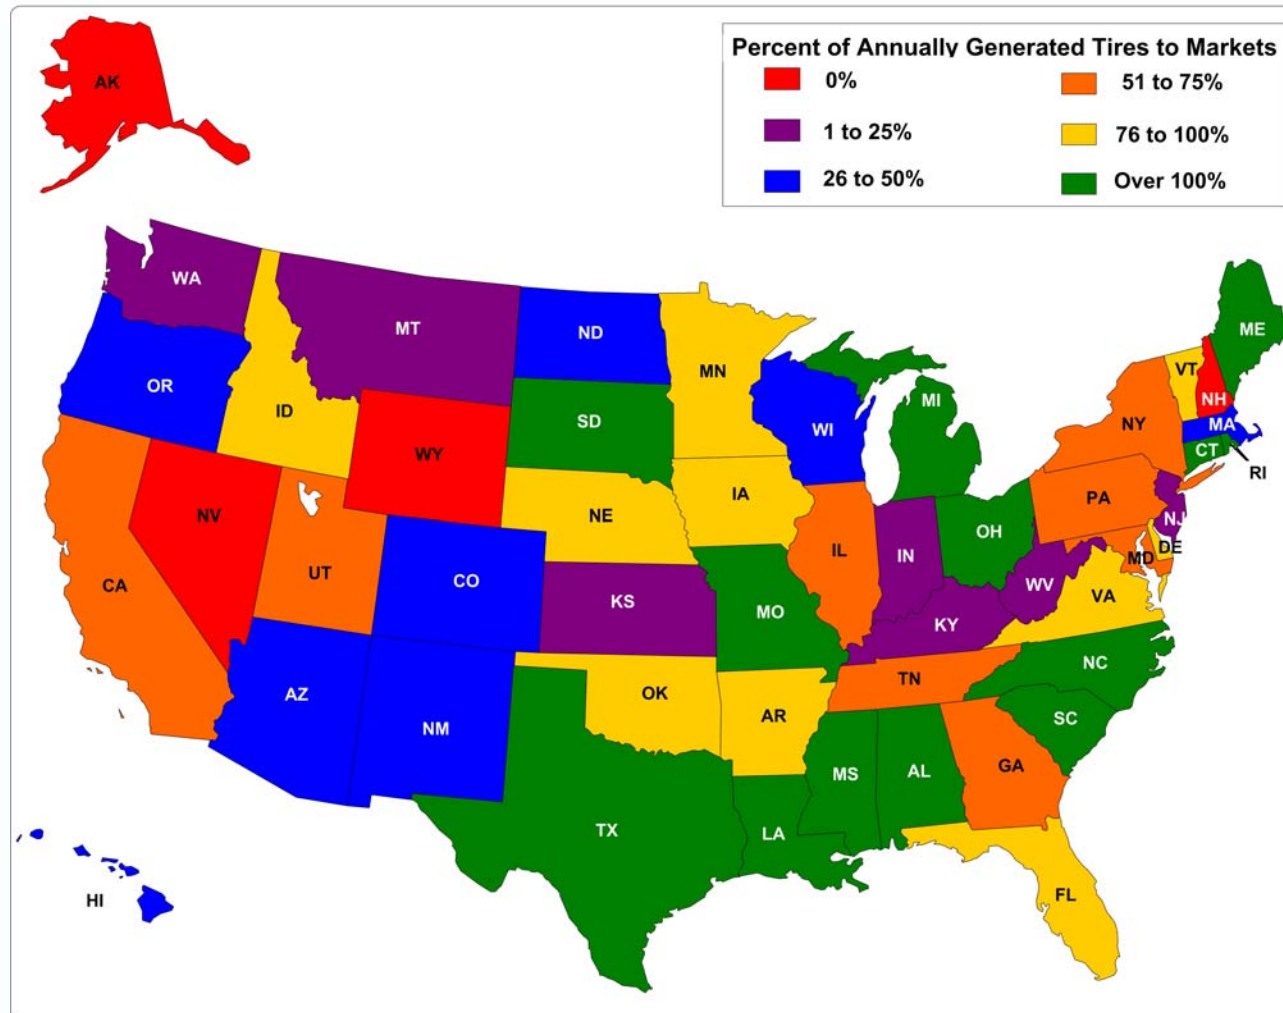 Percent of Annually Generated Tires to Markets
0% 51 to 75%
1 to 25% 76 to 100%
26 to 50% Over 100%
AK
WA
MT
ND
MN
ME
VT
OR
ID
SD
WI
MI
NH
NY
MA
CT
RI
WY
IA
PA
NE
NV
IL
IN
OH
NJ
DE
MD
UT
CO
CA
KS
MO
WV
VA
KY
NC
TN
AZ
OK
AR
SC
NM
MS
AL
GA
TX
LA
FL
HI